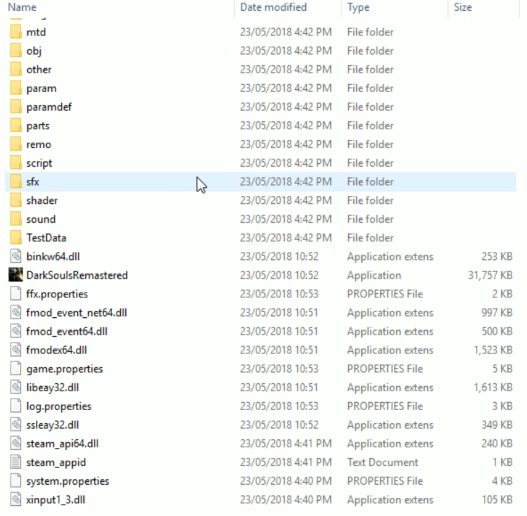 Name Date modified Type Size
mtd 23/05/2018 4:42 PM File folder
obj 23/05/2018 4:42 PM File folder
other 23/05/2018 4:42 PM File folder
param 23/05/2018 4:42 PM File folder
paramdef 23/05/2018 4:42 PM File folder
parts 23/05/2018 4:42 PM File folder
remo 23/05/2018 4:42 PM File folder
script 23/05/2018 4:42 PM File folder
sfx 23/05/2018 4:42 PM File folder
shader 23/05/2018 4:42 PM File folder
sound 23/05/2018 4:42 PM File folder
TestData 23/05/2018 4:42 PM File folder
binkw64.dll 23/05/2018 10:52 Application extens 253 KB
DarkSoulsRemastered 23/05/2018 10:52 Application 31,757 KB
ffx.properties 23/05/2018 10:53 PROPERTIES File 2 KB
fmod_event_net64.dll 23/05/2018 10:51 Application extens 997 KB
fmod_event64.dll 23/05/2018 10:51 Application extens 500 KB
fmodex64.dll 23/05/2018 10:51 Application extens 1,523 KB
game.properties 23/05/2018 10:53 PROPERTIES File 5 KB
libeay32.dll 23/05/2018 10:51 Application extens 1,613 KB
log.properties 23/05/2018 10:53 PROPERTIES File 3 KB
ssleay32.dll 23/05/2018 10:52 Application extens 349 KB
steam_api64.dll 23/05/2018 4:41 PM Application extens 240 KB
steam_appid 23/05/2018 4:41 PM Text Document 1 KB
system.properties 23/05/2018 4:40 PM PROPERTIES File 4 KB
xinput1_3.dll 23/05/2018 4:40 PM Application extens 105 KB